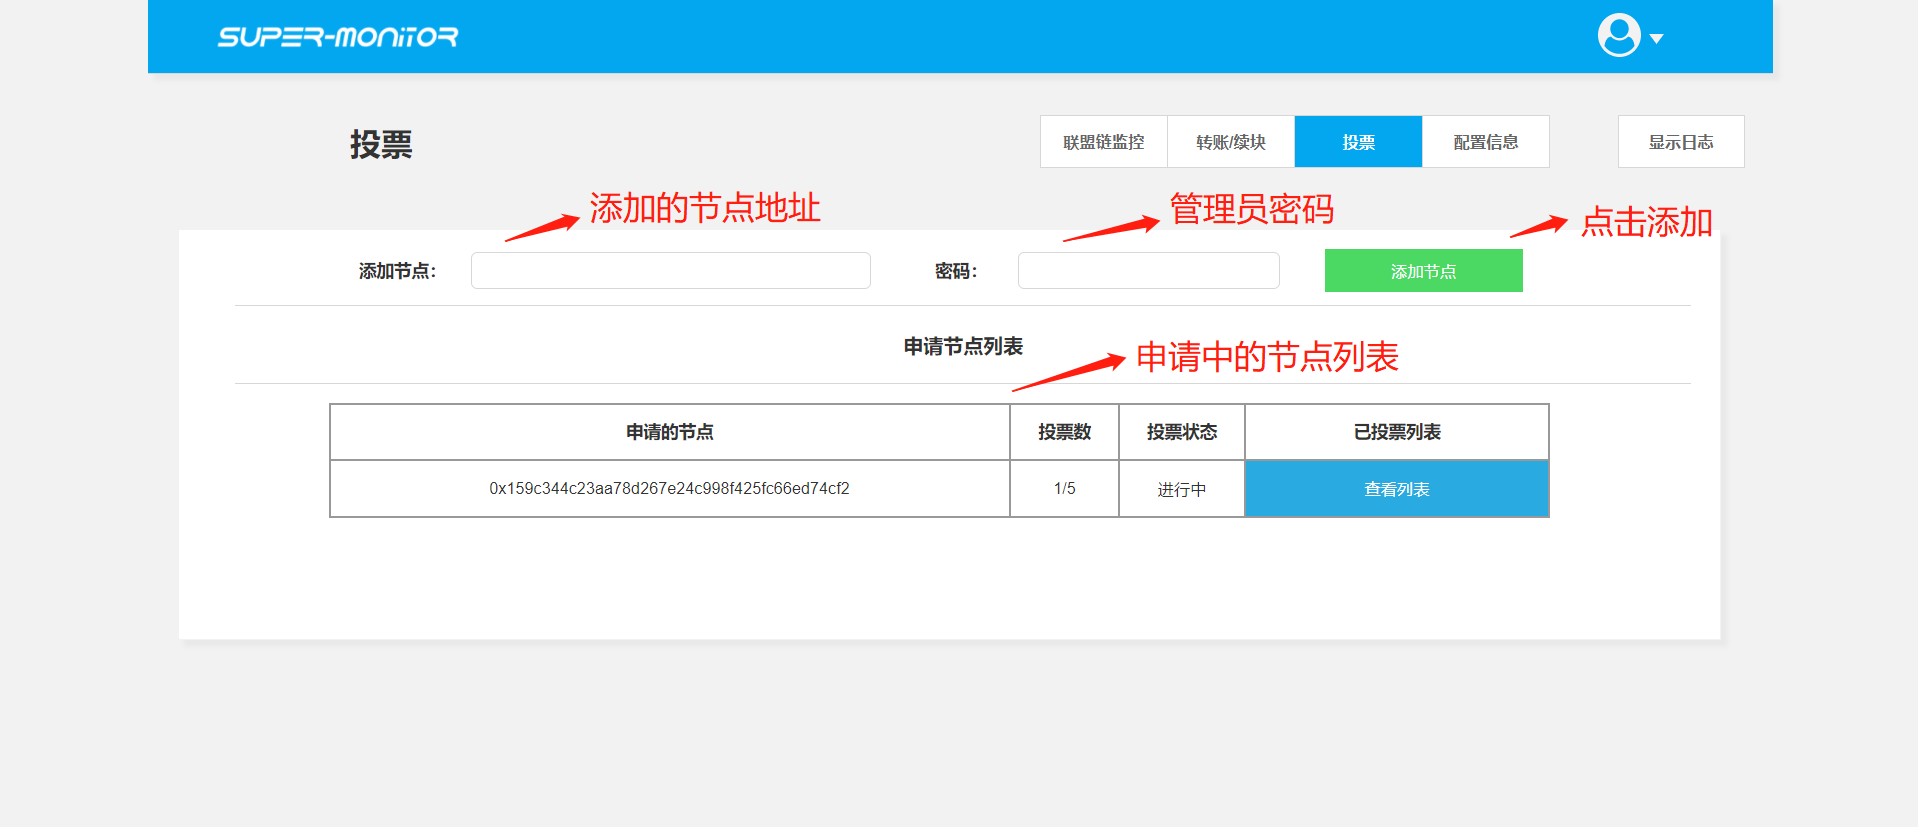 SUPER-MONITOR
投票
联盟链监控
转账/续块
投票
配置信息
显示日志
添加的节点地址
管理员密码
点击添加
添加节点：
密码：
添加节点
申请节点列表
申请中的节点列表
申请的节点
投票数
投票状态
已投票列表
0x159c344c23aa78d267e24c998f425fc66ed74cf2
1/5
进行中
查看列表